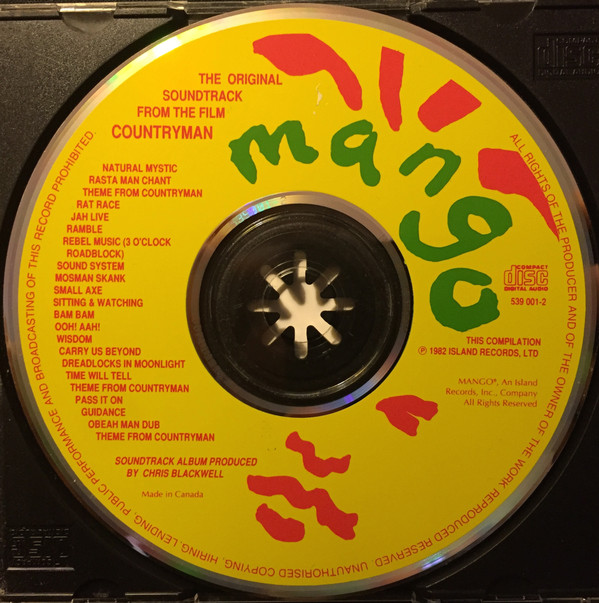 THE ORIGINAL
SOUNDTRACK
FROM THE FILM
COUNTRYMAN
mango
NATURAL MYSTIC
RASTA MAN CHANT
THEME FROM COUNTRYMAN
RAT RACE
JAH LIVE
RAMBLE
REBEL MUSIC (3 O'CLOCK
ROADBLOCK)
SOUND SYSTEM
MOSMAN SKANK
SMALL AXE
SITTING & WATCHING
BAM BAM
OOH! AAH!
WISDOM
CARRY US BEYOND
DREADLOCKS IN MOONLIGHT
TIME WILL TELL
THEME FROM COUNTRYMAN
PASS IT ON
GUIDANCE
OBEAH MAN DUB
THEME FROM COUNTRYMAN
SOUNDTRACK ALBUM PRODUCED
BY CHRIS BLACKWELL
Made in Canada
COMPACT
disc
DIGITAL AUDIO
539 001-2
THIS COMPILATION
℗ 1982 ISLAND RECORDS, LTD
MANGO®, An Island
Records, Inc., Company
All Rights Reserved
ALL RIGHTS OF THE PRODUCER AND OF THE OWNER OF THE WORK REPRODUCED RESERVED. UNAUTHORISED COPYING, HIRING, LENDING, PUBLIC PERFORMANCE AND BROADCASTING OF THIS RECORD PROHIBITED.
COMPACT
disc
DIGITAL AUDIO